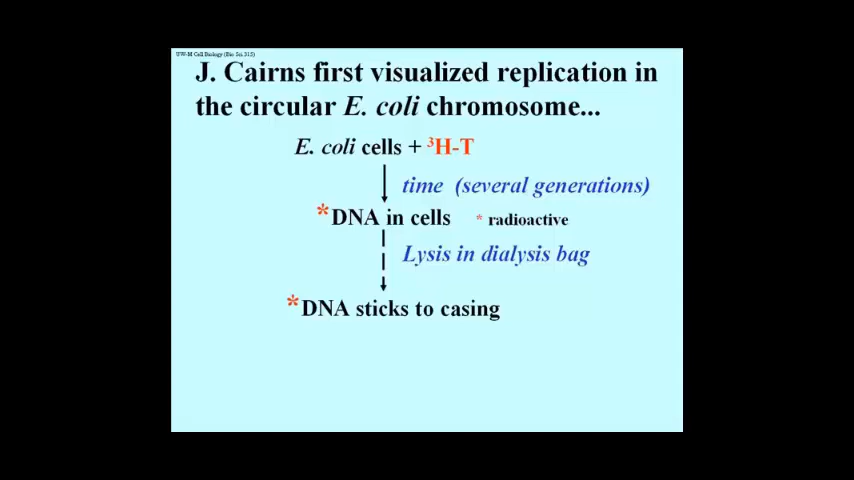 UW-M Cell Biology (Bio Sci 315)
J. Cairns first visualized replication in
the circular E. coli chromosome...
E. coli cells + ³H-T
time (several generations)
*DNA in cells * radioactive
Lysis in dialysis bag
*DNA sticks to casing